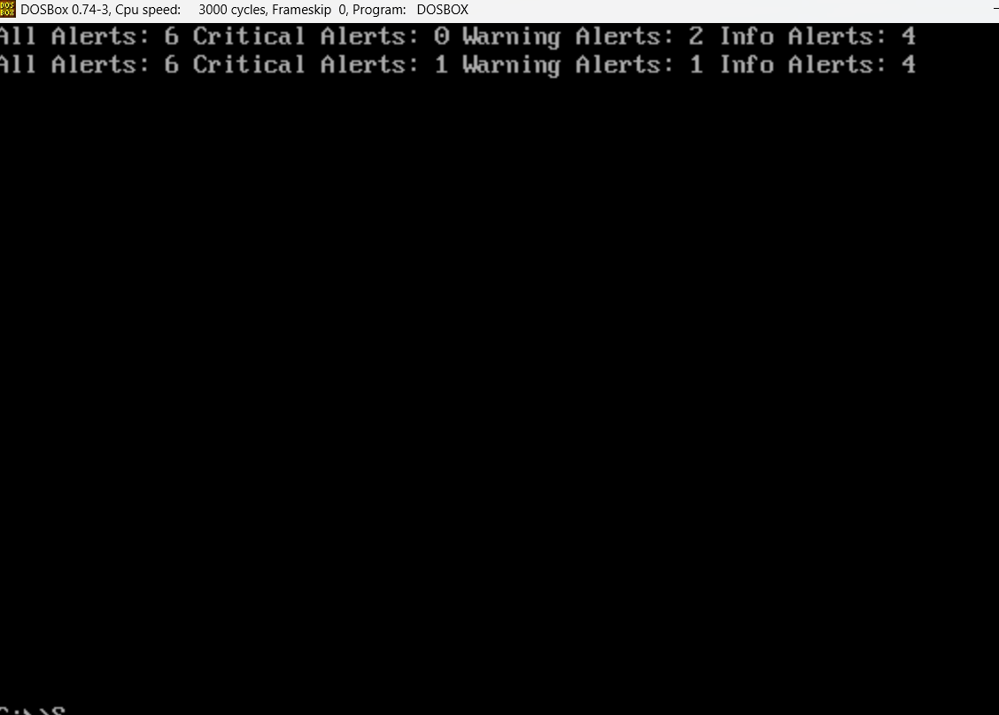 DOSBox 0.74-3, Cpu speed: 3000 cycles, Frameskip 0, Program: DOSBOX
All Alerts: 6 Critical Alerts: 0 Warning Alerts: 2 Info Alerts: 4
All Alerts: 6 Critical Alerts: 1 Warning Alerts: 1 Info Alerts: 4